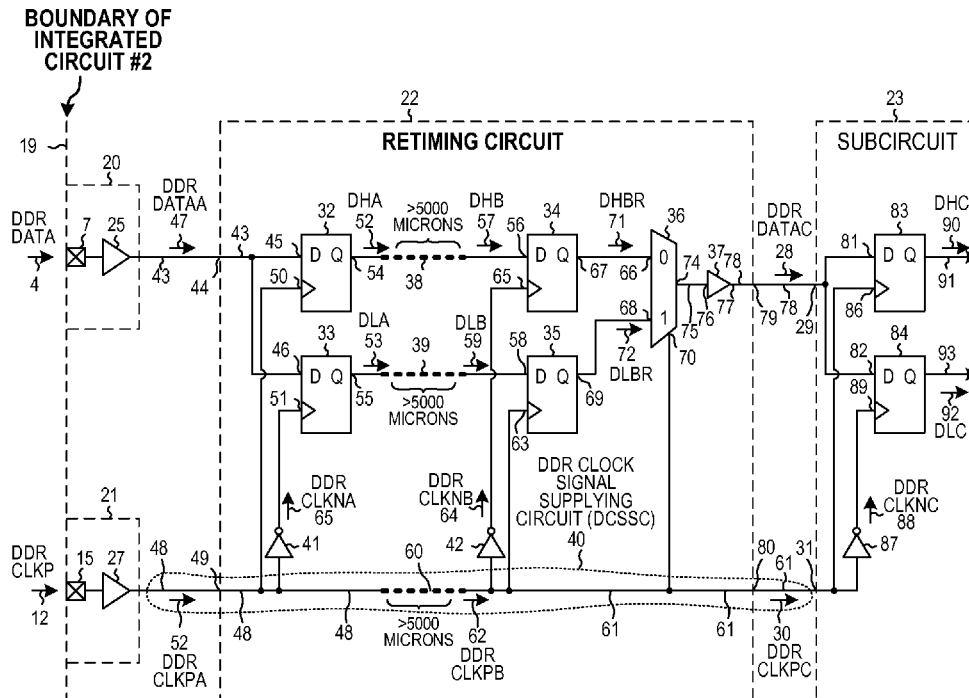 BOUNDARY OF
INTEGRATED
CIRCUIT #2
19
20
22
23
RETIMING CIRCUIT
SUBCIRCUIT
DDR
DATA
4
7
25
43
DDR
DATAA
47
43
44
45
32
D Q
50
54
DHA
52
>5000
MICRONS
38
DHB
57
56
34
D Q
65
67
DHBR
71
66
36
0
1
68
70
72
DLBR
74
75
37
76
77
78
79
DDR
DATAC
28
78
29
81
83
D Q
86
DHC
90
91
46
33
D Q
51
55
DLA
53
39
>5000
MICRONS
DLB
59
58
35
D Q
63
69
82
84
D Q
89
93
92
DLC
DDR
CLKNA
65
41
DDR
CLKNB
64
42
DDR CLOCK
SIGNAL
SUPPLYING
CIRCUIT (DCSSC)
40
DDR
CLKNC
88
87
21
DDR
CLKP
12
15
27
48
49
48
48
60
>5000
MICRONS
62
DDR
CLKPB
61
61
80
31
61
30
DDR
CLKPC
52
DDR
CLKPA